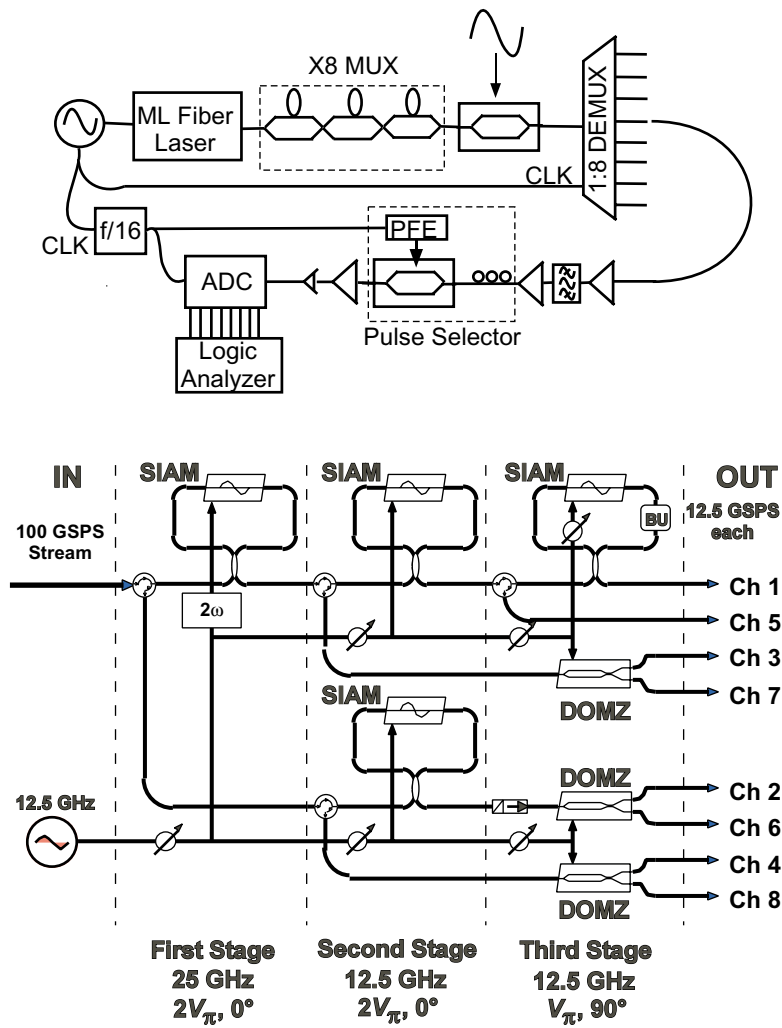 X8 MUX
ML Fiber
Laser
1:8 DEMUX
CLK
CLK
f/16
PFE
ADC
Pulse Selector
Logic
Analyzer
IN
SIAM
SIAM
SIAM
OUT
12.5 GSPS
each
BU
100 GSPS
Stream
2ω
Ch 1
Ch 5
Ch 3
Ch 7
DOMZ
SIAM
DOMZ
Ch 2
Ch 6
12.5 GHz
Ch 4
Ch 8
DOMZ
First Stage
25 GHz
2Vπ, 0°
Second Stage
12.5 GHz
2Vπ, 0°
Third Stage
12.5 GHz
Vπ, 90°